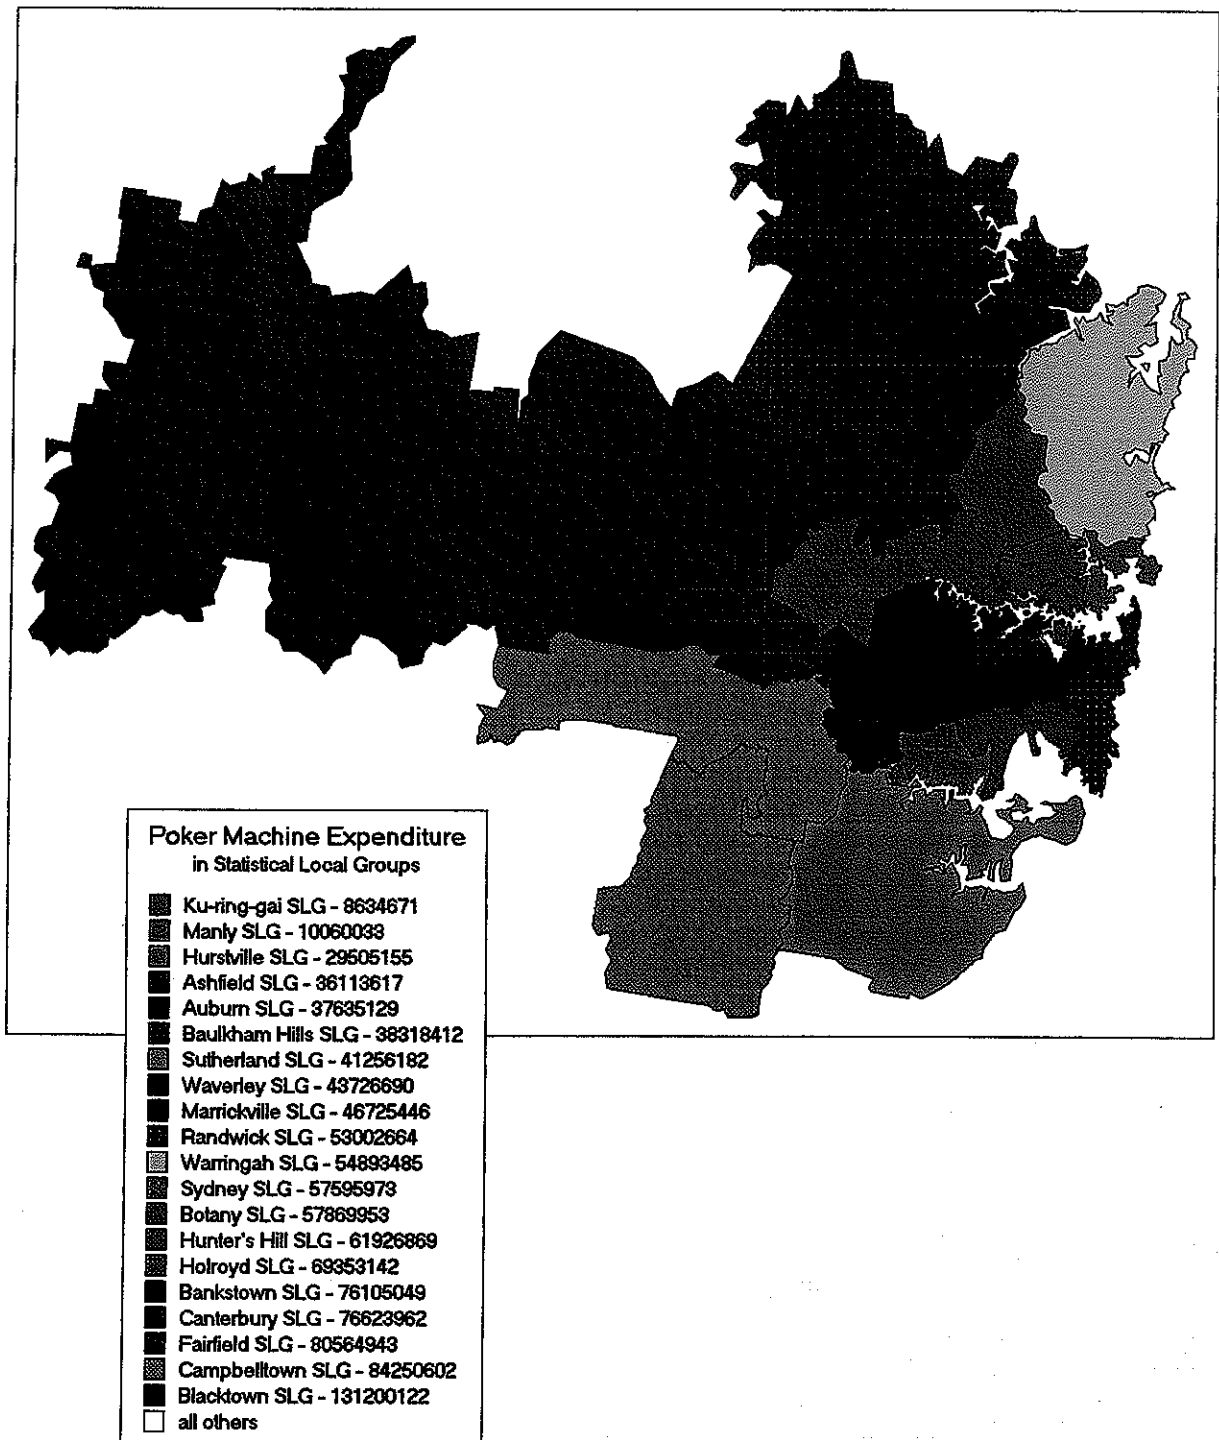 Poker Machine Expenditure
in Statistical Local Groups
Ku-ring-gai SLG - 8634671
Manly SLG - 10060033
Hurstville SLG - 29505155
Ashfield SLG - 36113617
Auburn SLG - 37635129
Baulkham Hills SLG - 38318412
Sutherland SLG - 41256182
Waverley SLG - 43726690
Marrickville SLG - 46725446
Randwick SLG - 53002664
Warringah SLG - 54893485
Sydney SLG - 57595973
Botany SLG - 57869953
Hunter's Hill SLG - 61926869
Holroyd SLG - 69353142
Bankstown SLG - 76105049
Canterbury SLG - 76623962
Fairfield SLG - 80564943
Campbelltown SLG - 84250602
Blacktown SLG - 131200122
all others